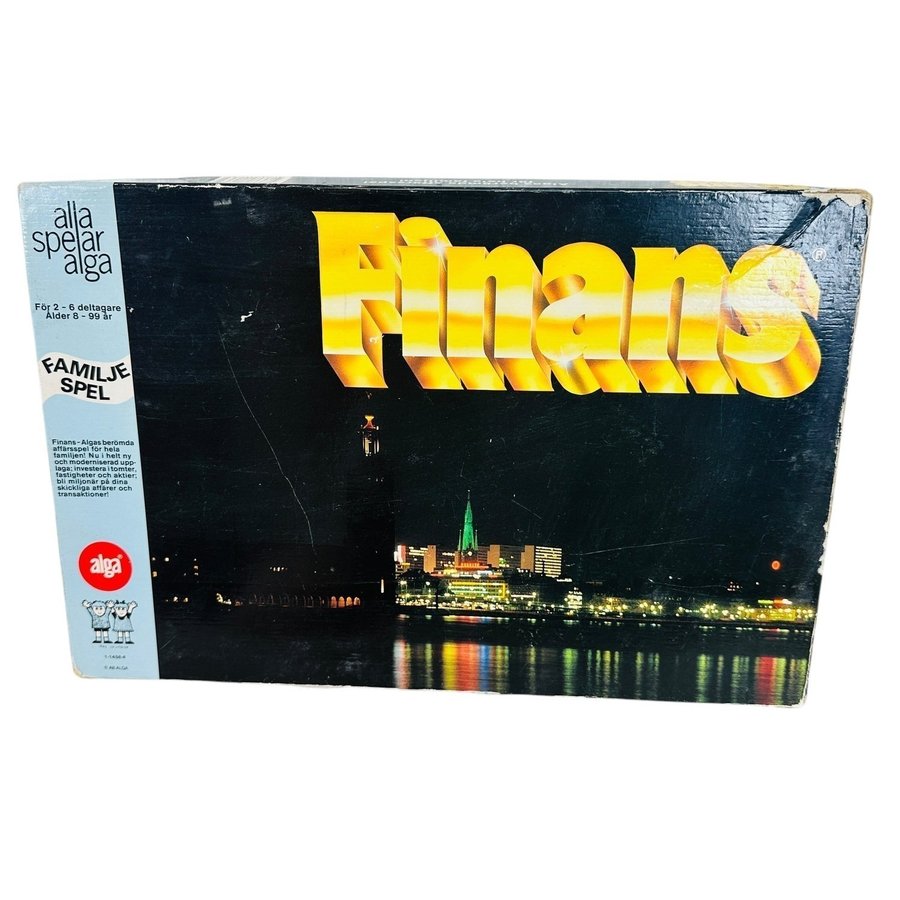 alla
spelar
alga
För 2 - 6 deltagare
Ålder 8 - 99 år
FAMILJE
SPEL
Finans - Algas berömda
affärsspel för hela
familjen! Nu i helt ny
och moderniserad upp-
laga; investera i tomter,
fastigheter och aktier;
bli miljonär på dina
skickliga affärer och
transaktioner!
alga®
© AB ALGA
Finans®